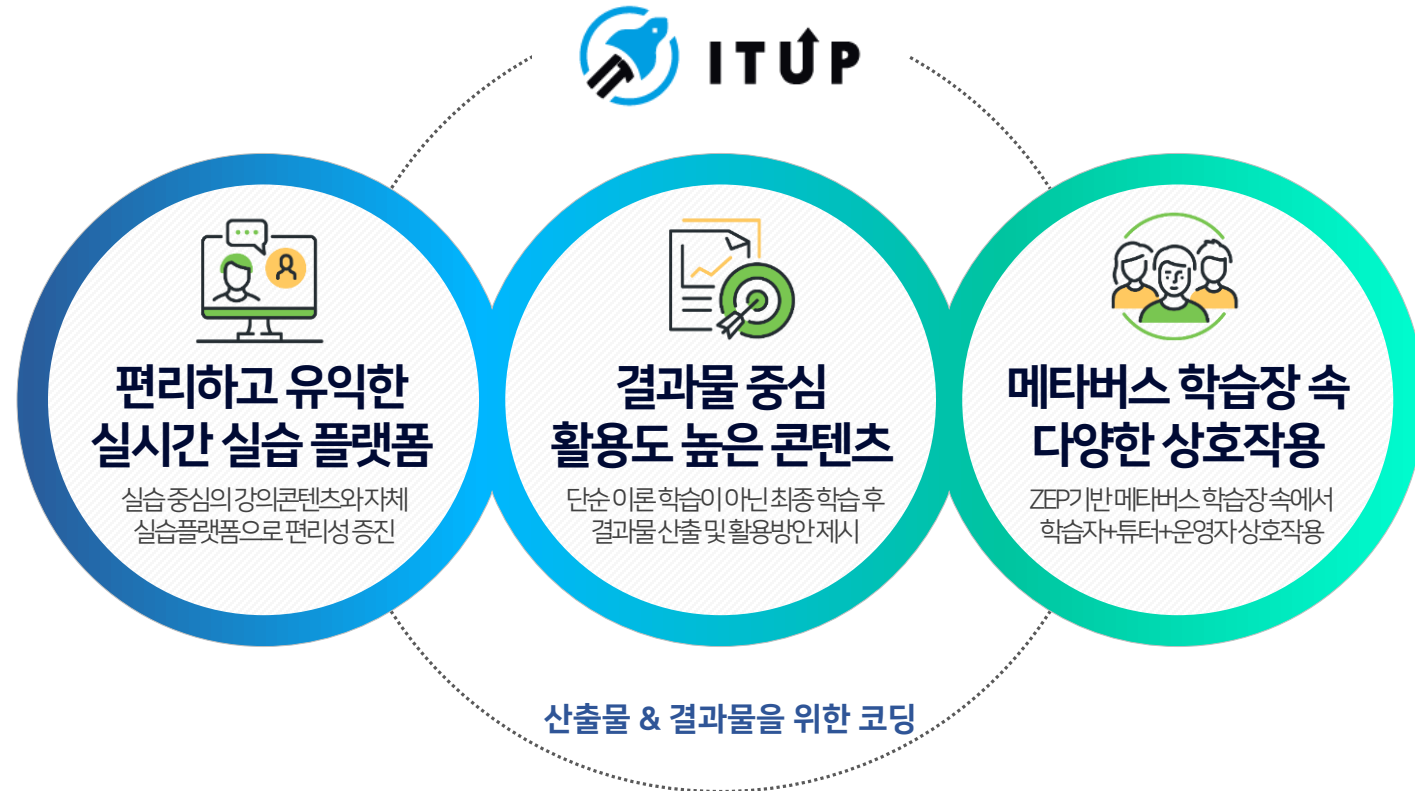 ITUP
편리하고 유익한
실시간 실습 플랫폼
실습 중심의 강의콘텐츠와 자체
실습플랫폼으로 편리성 증진
결과물 중심
활용도 높은 콘텐츠
단순 이론 학습이 아닌 최종 학습 후
결과물 산출 및 활용방안 제시
메타버스 학습장 속
다양한 상호작용
ZEP기반 메타버스 학습장 속에서
학습자+튜터+운영자 상호작용
산출물 & 결과물을 위한 코딩